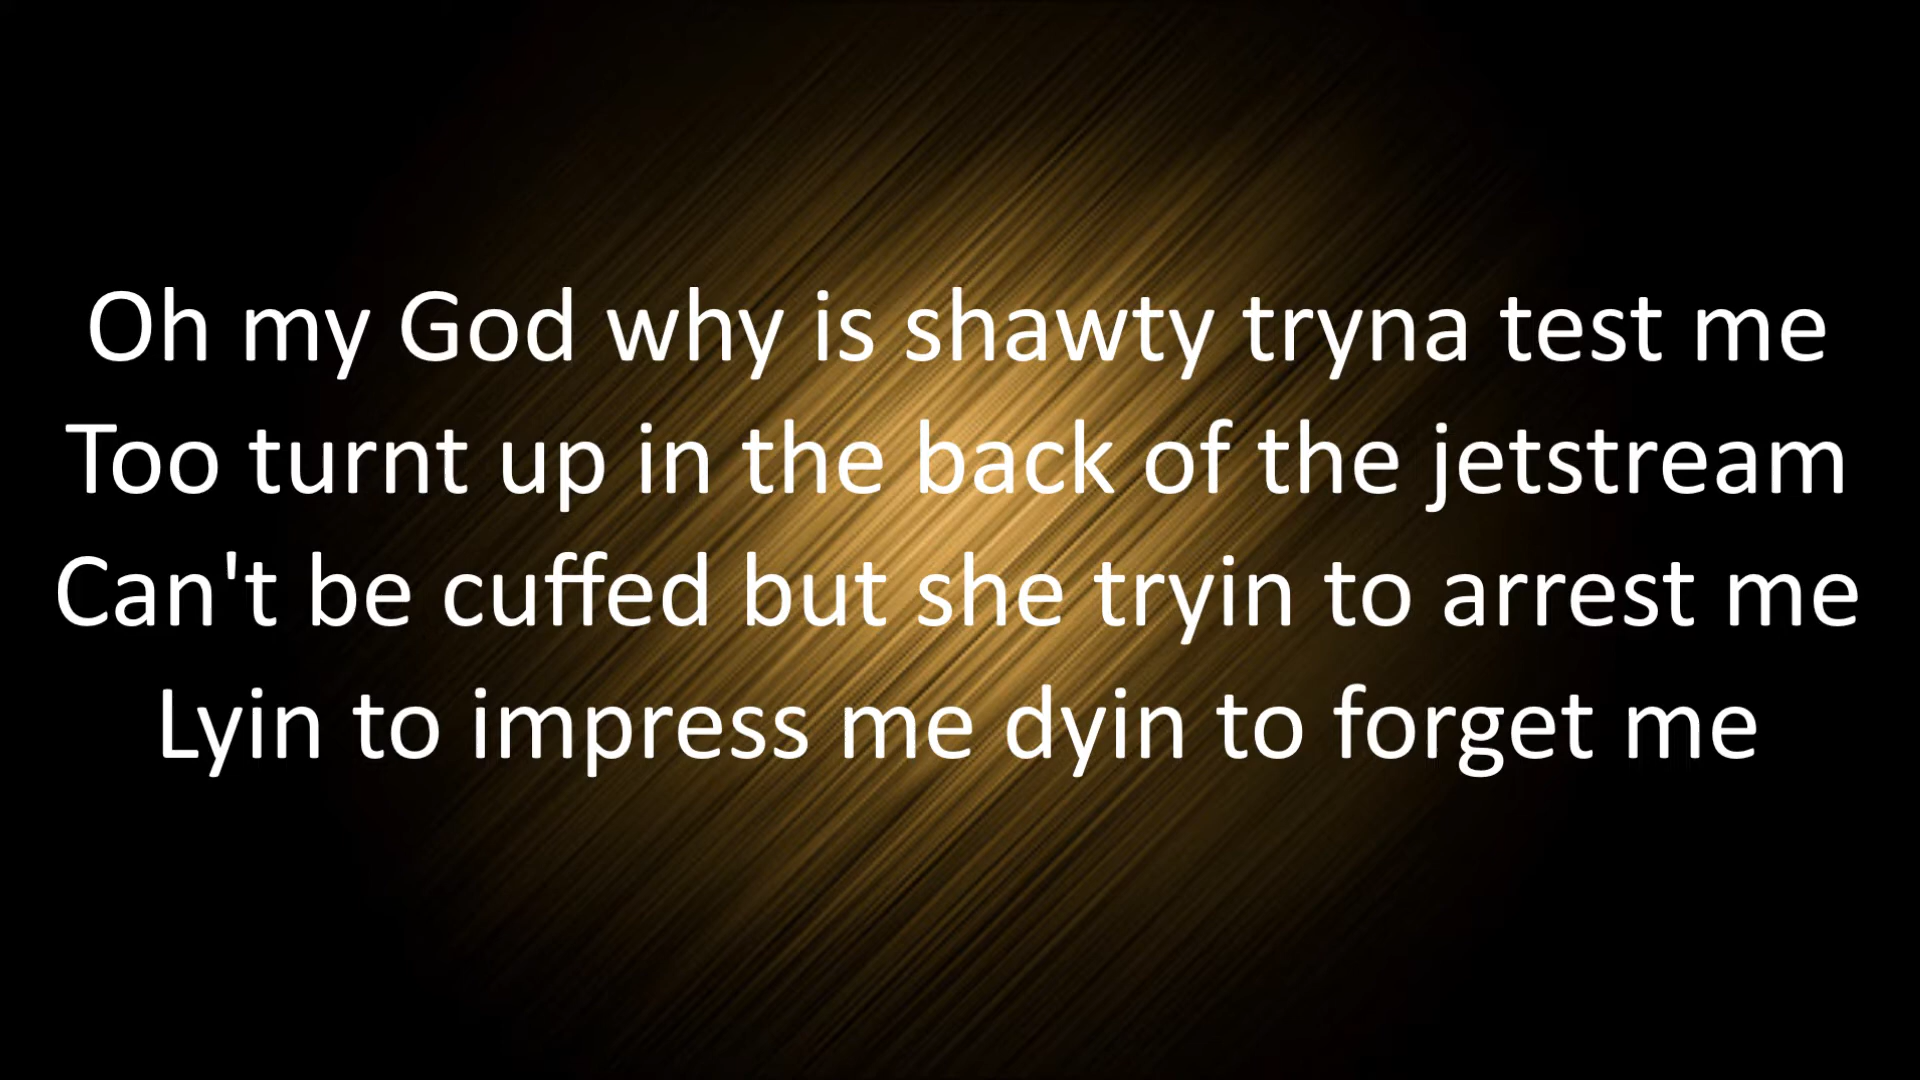 Oh my God why is shawty tryna test me
Too turnt up in the back of the jetstream
Can't be cuffed but she tryin to arrest me
Lyin to impress me dyin to forget me